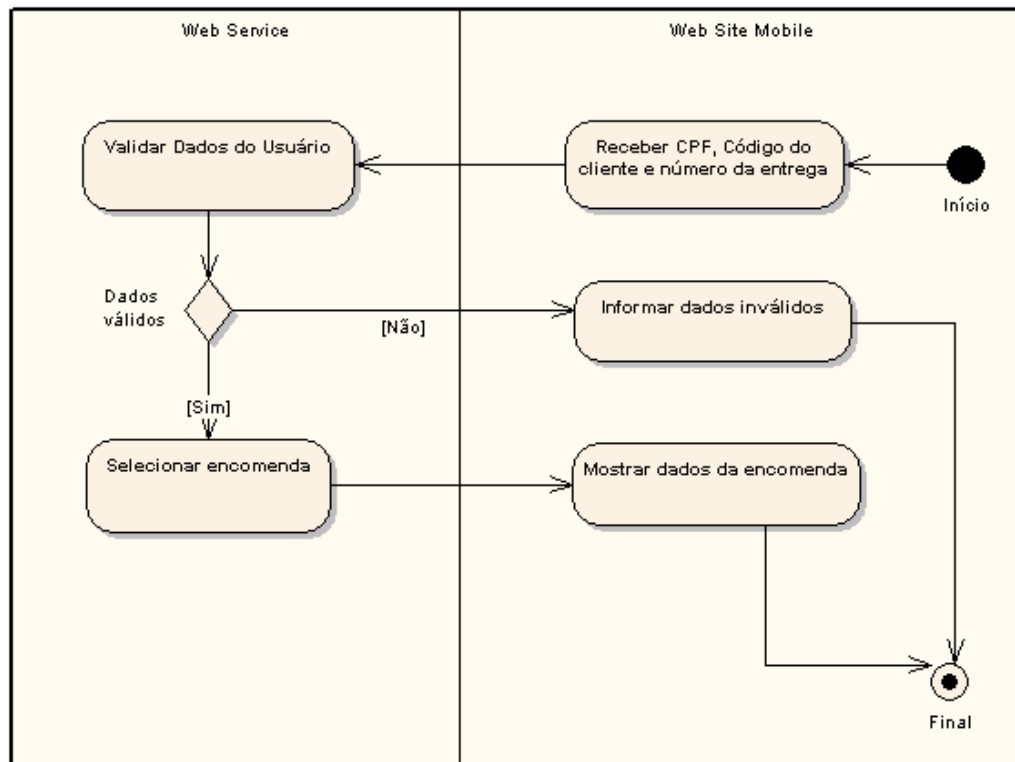 Web Service
Web Site Mobile
Validar Dados do Usuário
Receber CPF, Código do
cliente e número da entrega
Início
Dados
válidos
[Não]
Informar dados inválidos
[Sim]
Selecionar encomenda
Mostrar dados da encomenda
Final